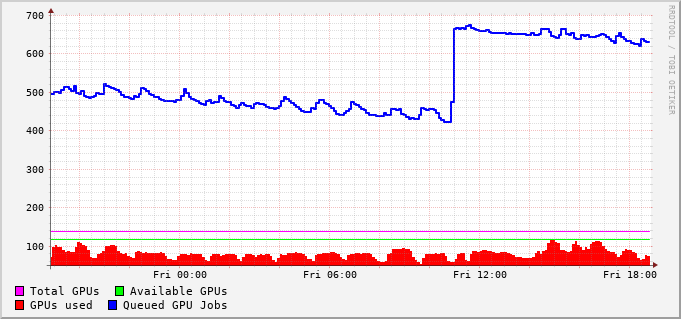 700
600
500
400
300
200
100
Fri 00:00 Fri 06:00 Fri 12:00 Fri 18:00
Total GPUs Available GPUs
GPUs used Queued GPU Jobs
RRDTOOL / TOBI OETIKER